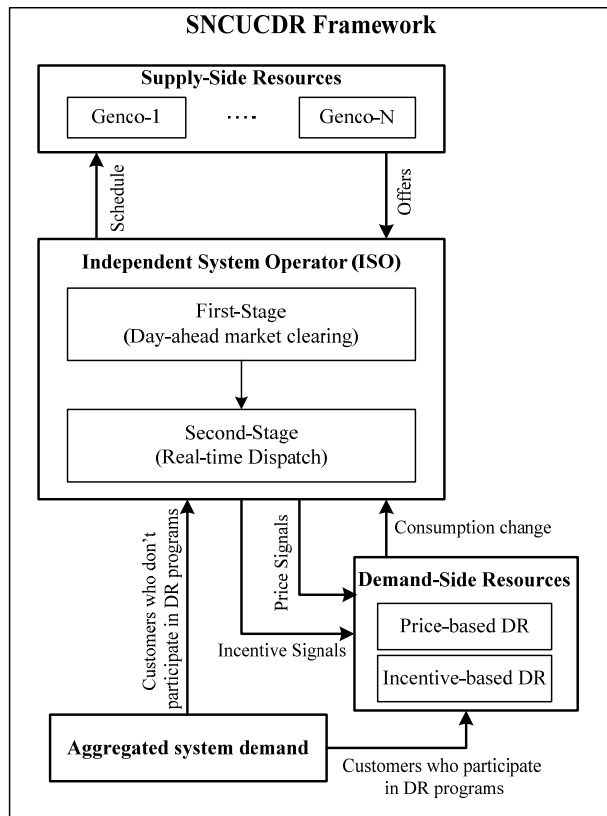 SNCUCDR Framework
Supply-Side Resources
Genco-1
....
Genco-N
Schedule
Offers
Independent System Operator (ISO)
First-Stage
(Day-ahead market clearing)
Second-Stage
(Real-time Dispatch)
Customers who don't
participate in DR programs
Price Signals
Incentive Signals
Consumption change
Demand-Side Resources
Price-based DR
Incentive-based DR
Aggregated system demand
Customers who participate
in DR programs